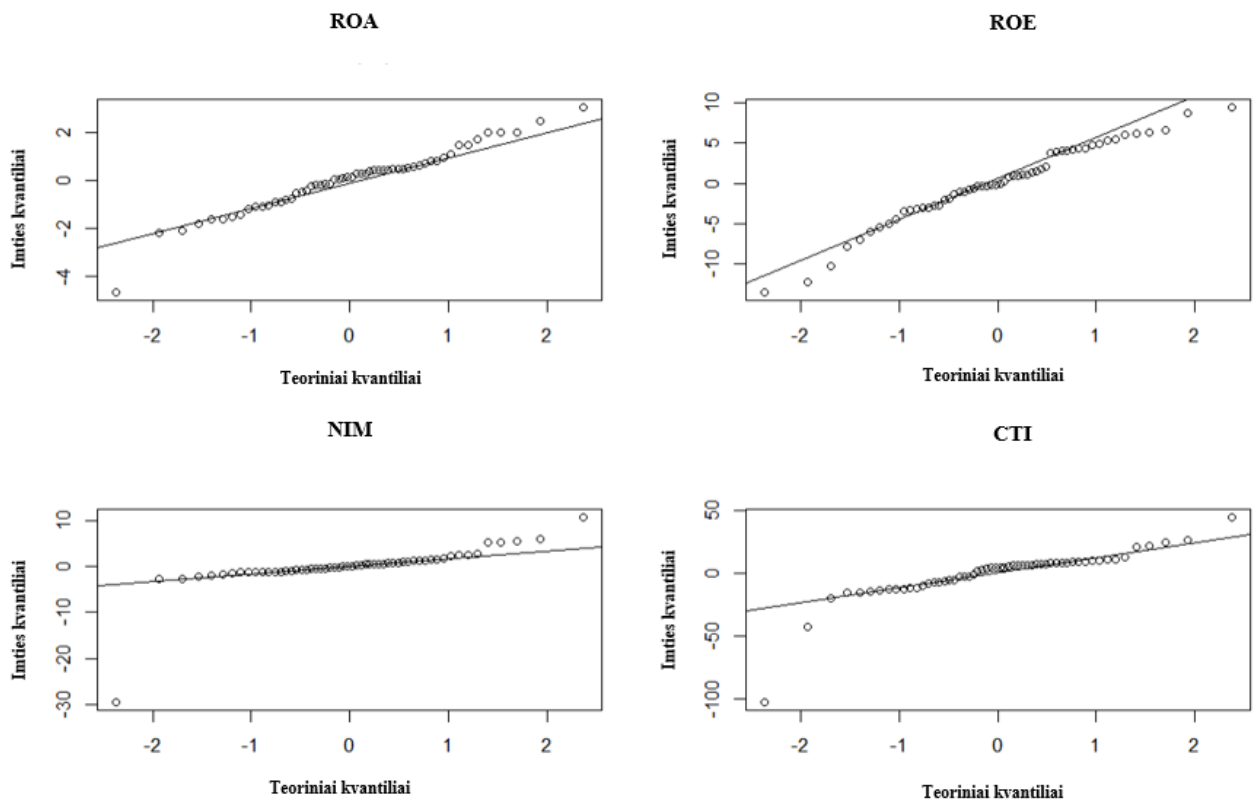 ROA
ROE
Imties kvantiliai
2
0
-2
-4
-2 -1 0 1 2
Teoriniai kvantiliai
Imties kvantiliai
10
5
0
-5
-10
-2 -1 0 1 2
Teoriniai kvantiliai
NIM
CTI
Imties kvantiliai
10
0
-10
-20
-30
-2 -1 0 1 2
Teoriniai kvantiliai
Imties kvantiliai
50
0
-50
-100
-2 -1 0 1 2
Teoriniai kvantiliai